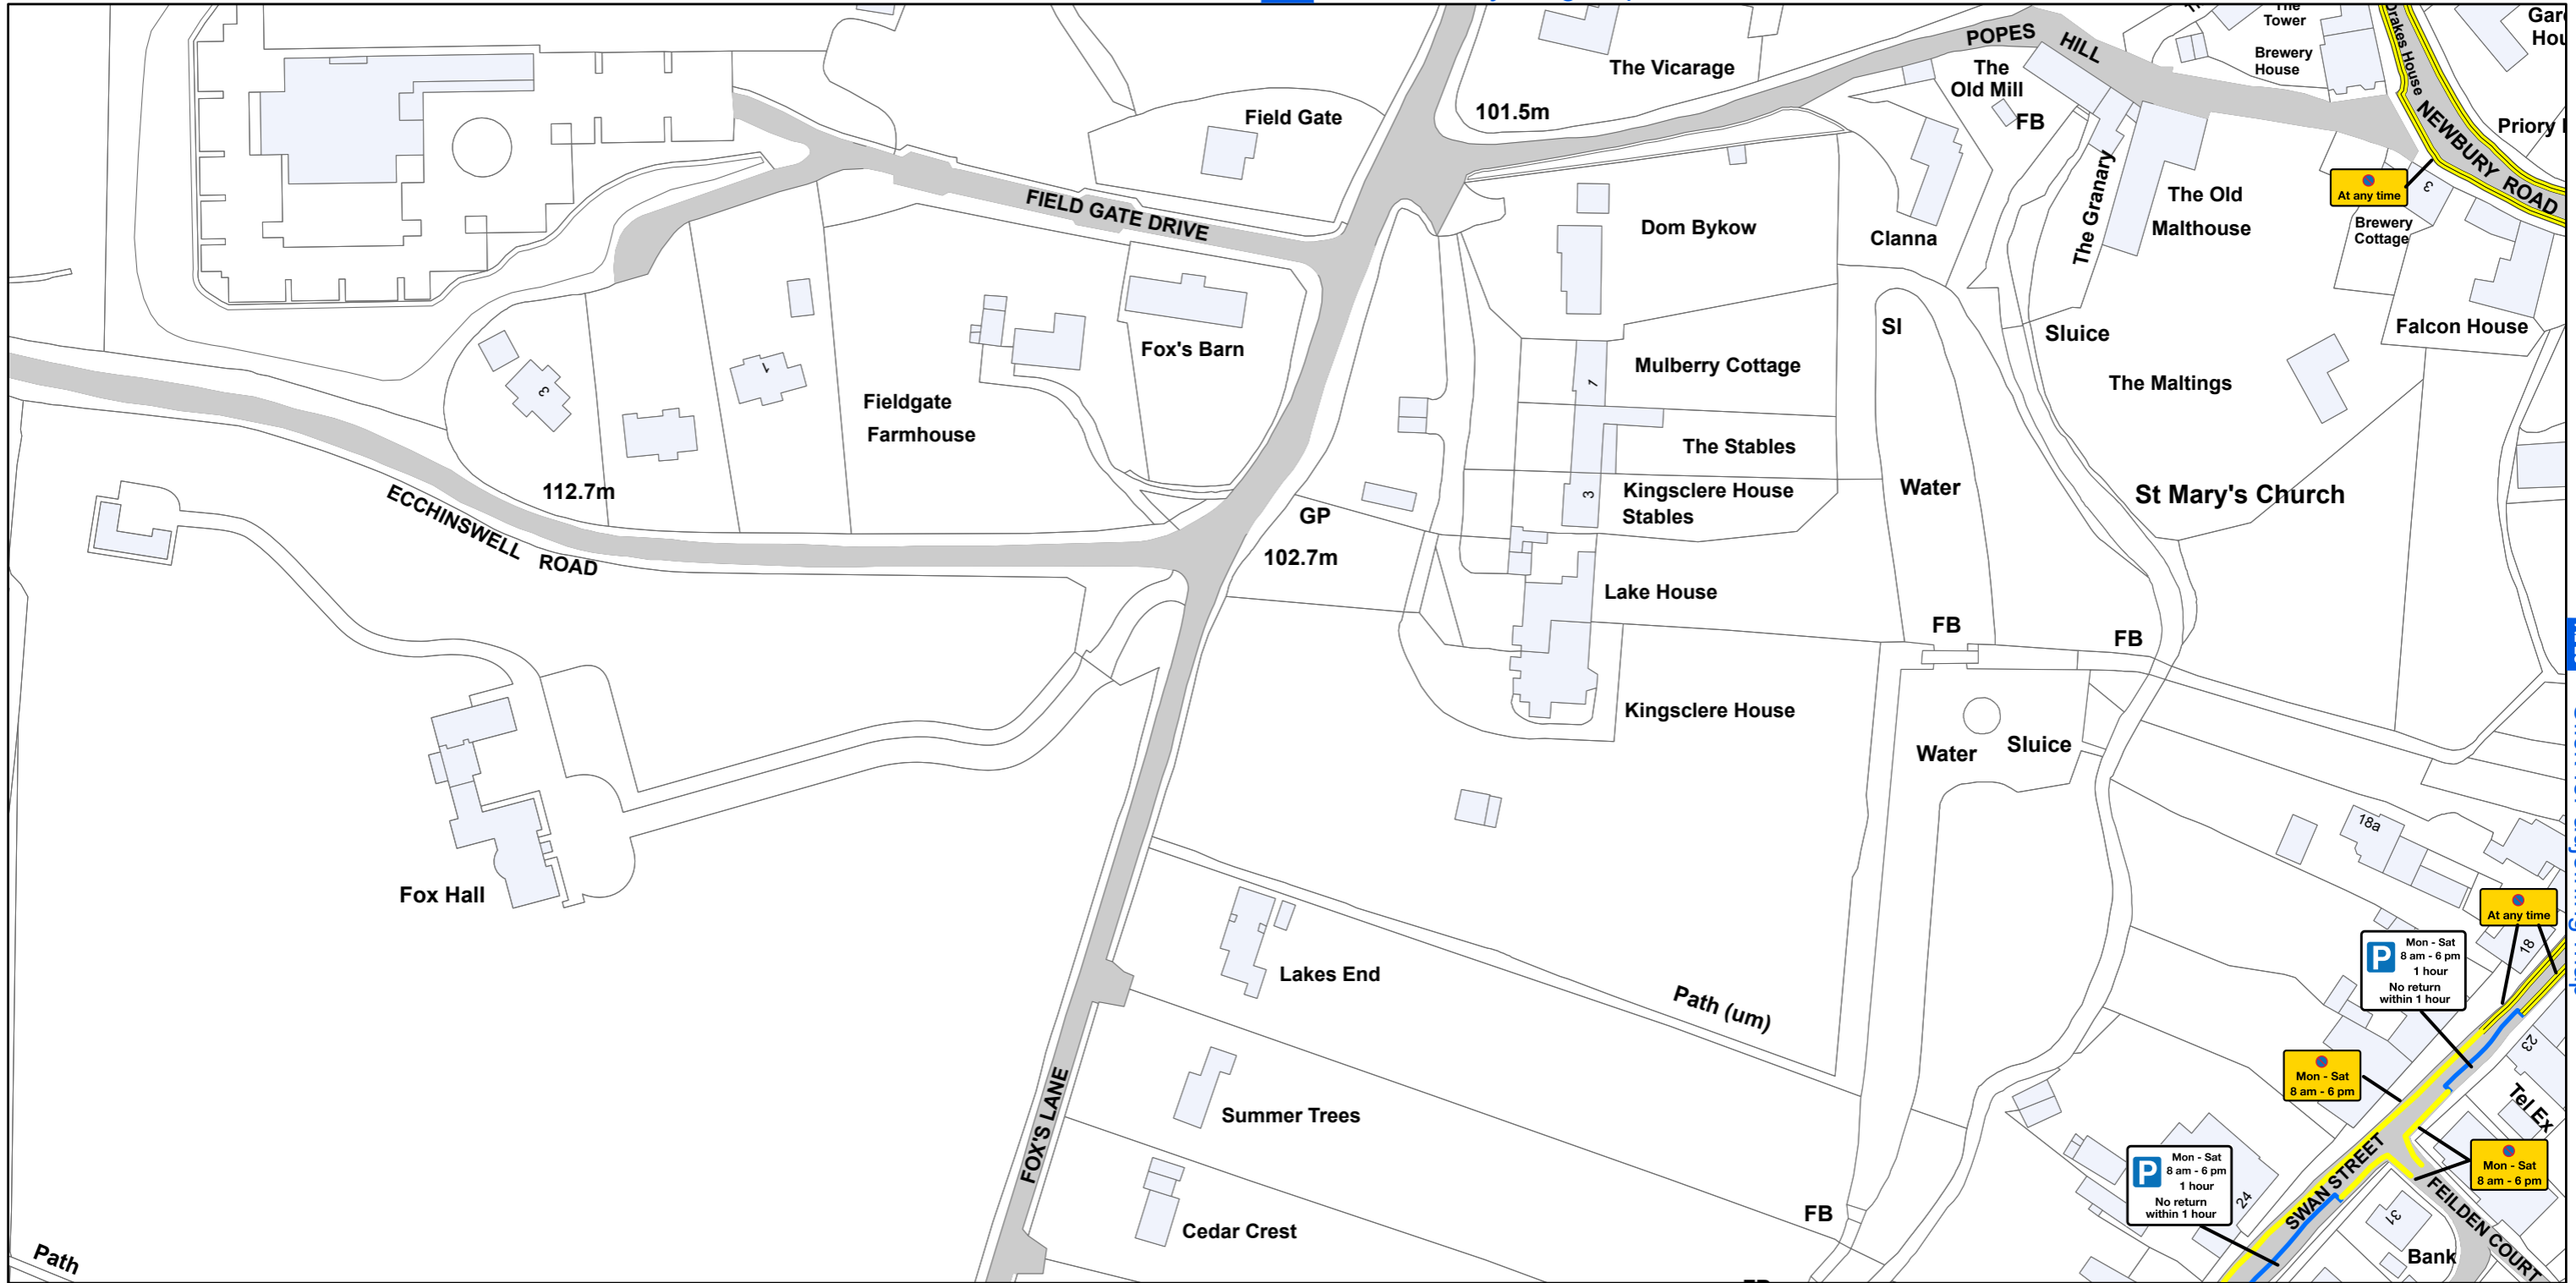 The
Tower
Brewery
House
Drakes House
POPES HILL
The Vicarage
The
Old Mill
FB
101.5m
Field Gate
NEWBURY ROAD
At any time
3
Brewery
Cottage
The Granary
The Old
Malthouse
FIELD GATE DRIVE
Dom Bykow
Clanna
Falcon House
Sluice
SI
Fox's Barn
Mulberry Cottage
1
The Maltings
3
1
Fieldgate
Farmhouse
The Stables
112.7m
Kingsclere House
Stables
3
Water
St Mary's Church
GP
102.7m
ECCHINSWELL ROAD
Lake House
FB
FB
Kingsclere House
Water
Sluice
18a
Fox Hall
At any time
18
Mon - Sat
8 am - 6 pm
1 hour
No return
within 1 hour
P
Lakes End
Path (um)
23
Mon - Sat
8 am - 6 pm
Tel Ex
FOX'S LANE
Summer Trees
Mon - Sat
8 am - 6 pm
P
Mon - Sat
8 am - 6 pm
1 hour
No return
within 1 hour
SWAN STREET
24
31
FEILDEN COURT
FB
Cedar Crest
Bank
Path